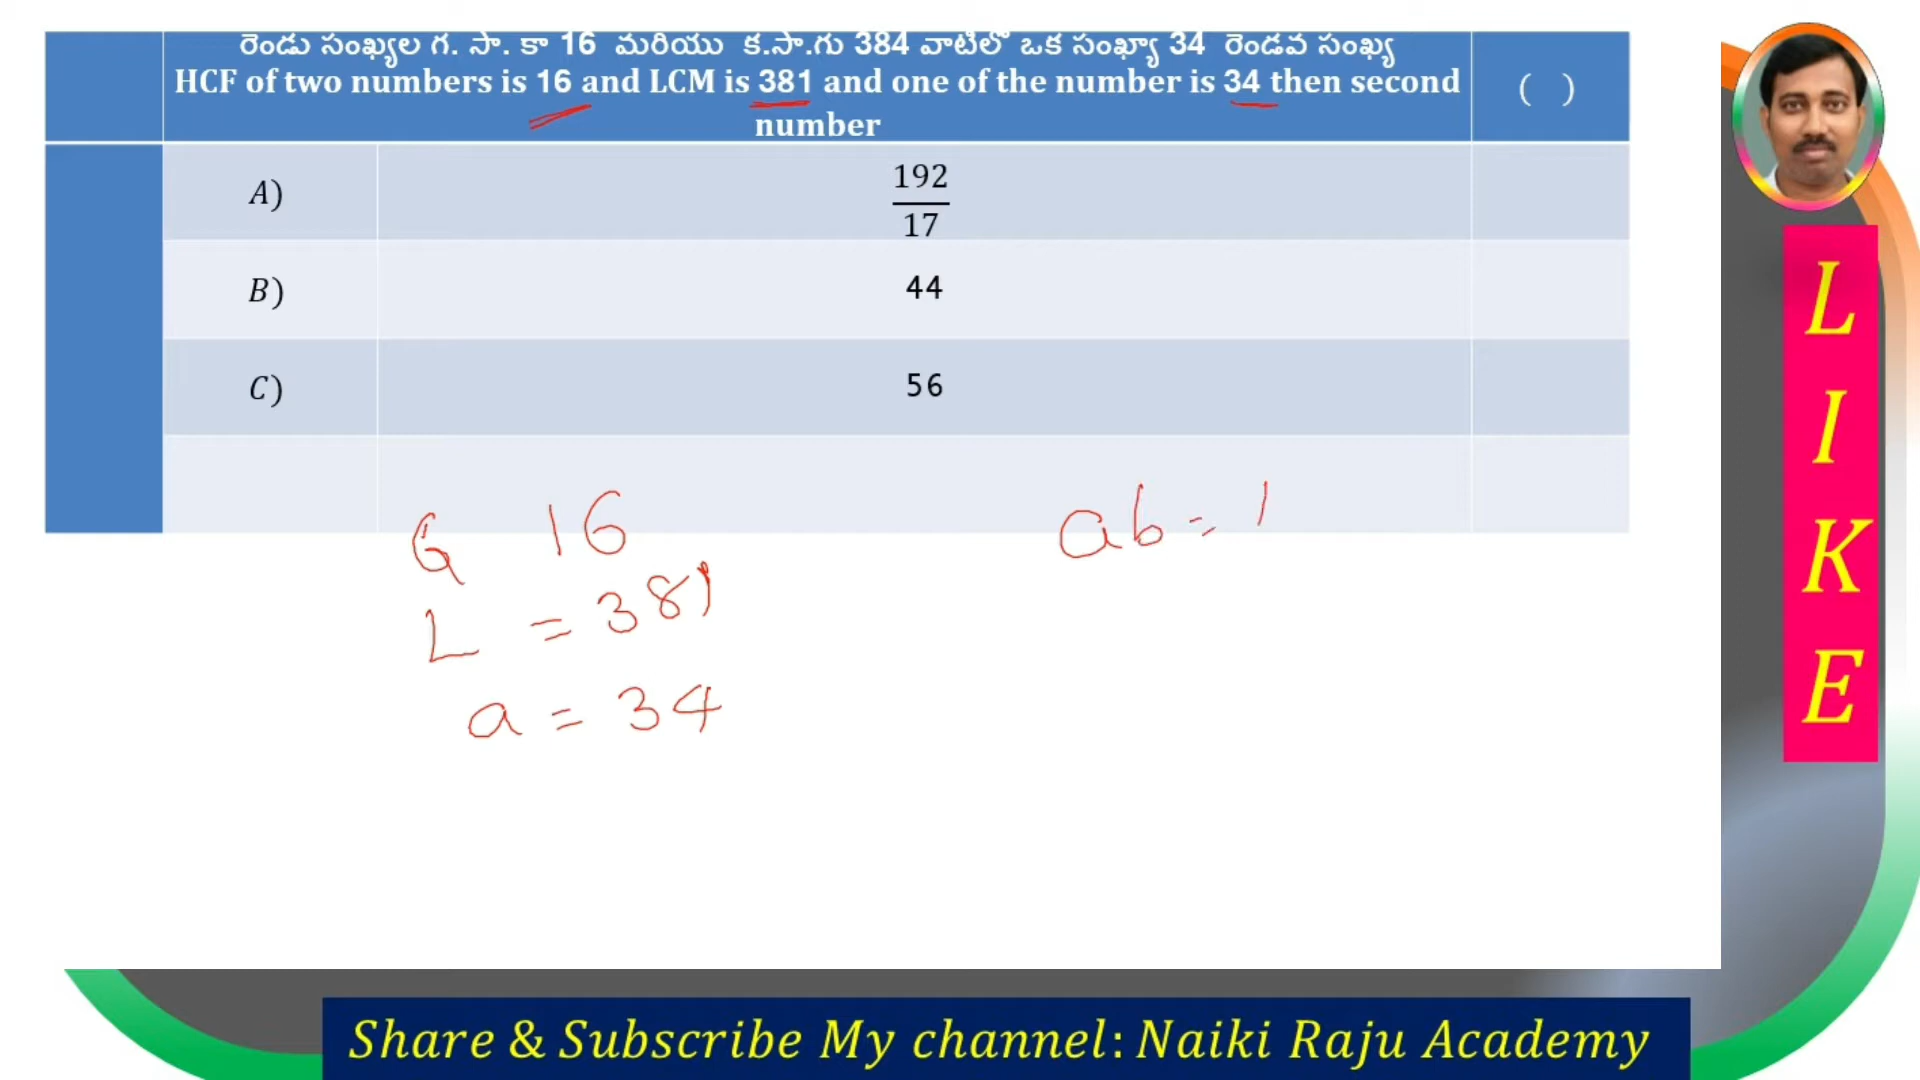 రెండు సంఖ్యల గ. సా. కా 16 మరియు క.సా.గు 384 వాటిలో ఒక సంఖ్యా 34 రెండవ సంఖ్య
HCF of two numbers is 16 and LCM is 381 and one of the number is 34 then second
number
( )
A)
192
17
B)
44
C)
56
G 16
L = 381
a = 34
ab = 1
L
I
K
E
Share & Subscribe My channel: Naiki Raju Academy